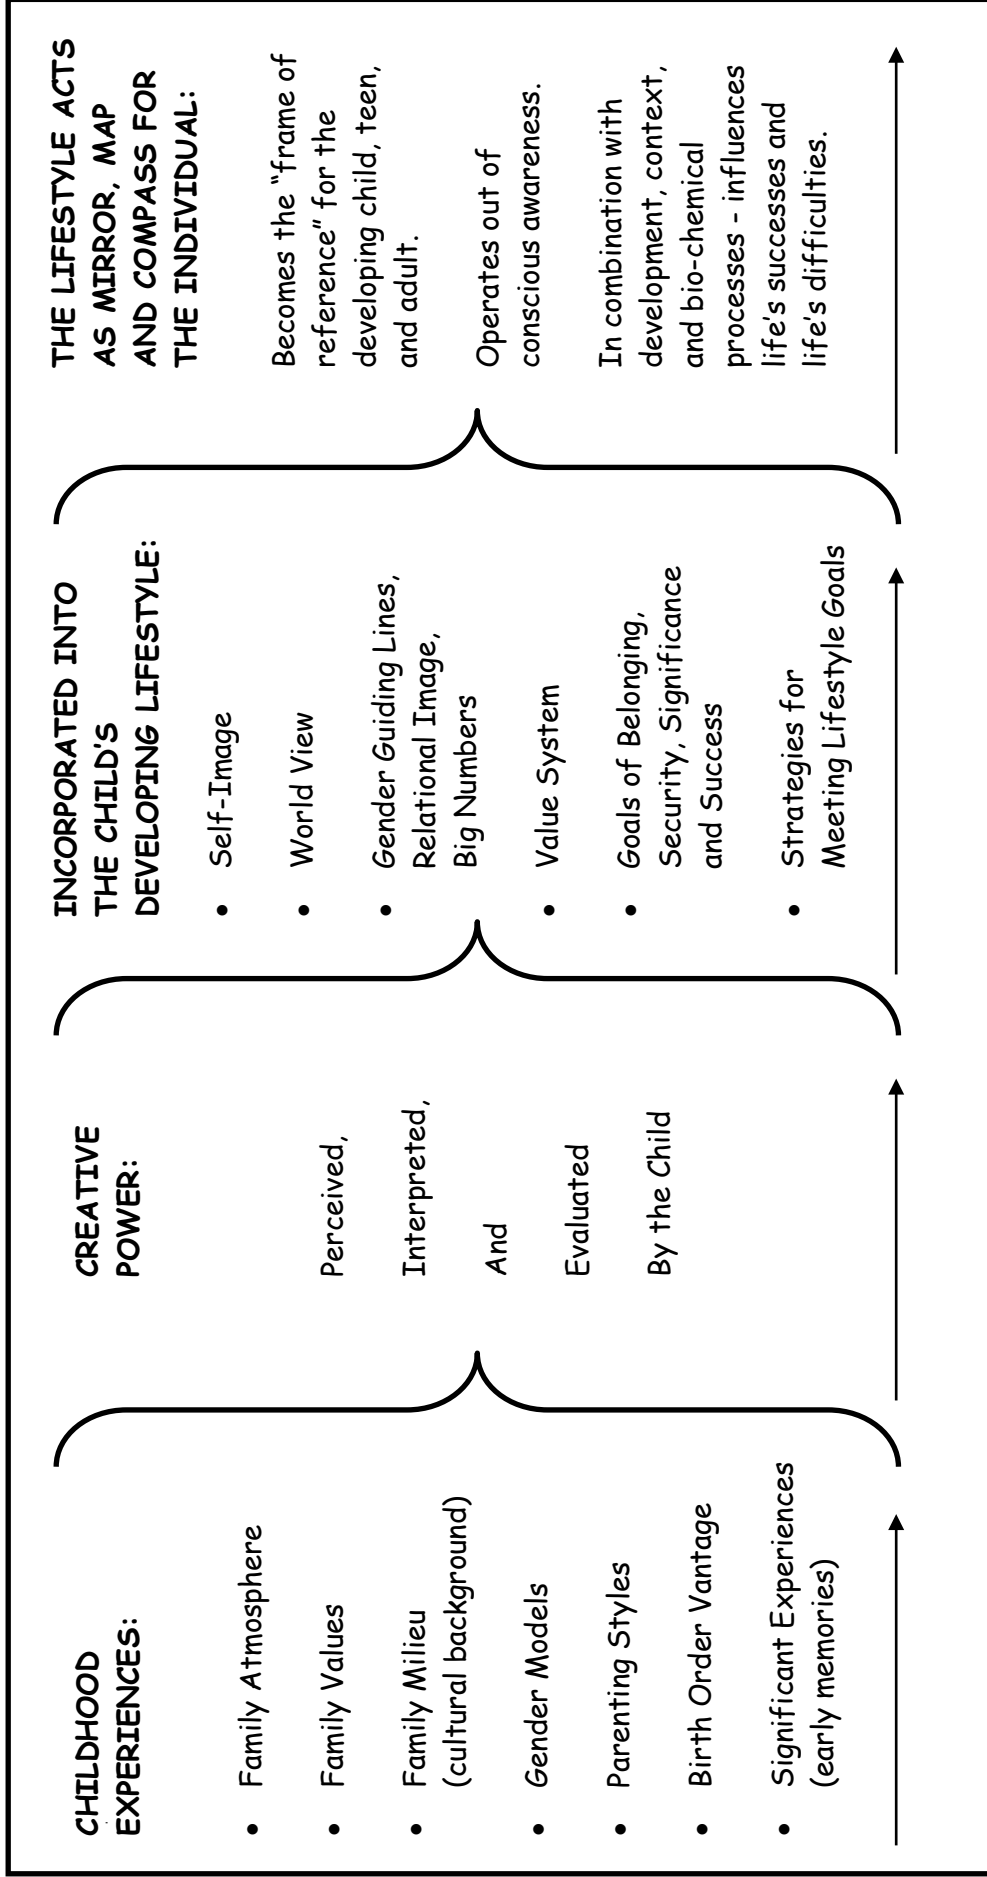 CHILDHOOD
EXPERIENCES:
• Family Atmosphere
• Family Values
• Family Milieu
(cultural background)
• Gender Models
• Parenting Styles
• Birth Order Vantage
• Significant Experiences
(early memories)
CREATIVE
POWER:
Perceived,
Interpreted,
And
Evaluated
By the Child
INCORPORATED INTO
THE CHILD'S
DEVELOPING LIFESTYLE:
• Self-Image
• World View
• Gender Guiding Lines,
Relational Image,
Big Numbers
• Value System
• Goals of Belonging,
Security, Significance
and Success
• Strategies for
Meeting Lifestyle Goals
THE LIFESTYLE ACTS
AS MIRROR, MAP
AND COMPASS FOR
THE INDIVIDUAL:
Becomes the “frame of
reference” for the
developing child, teen,
and adult.
Operates out of
conscious awareness.
In combination with
development, context,
and bio-chemical
processes - influences
life's successes and
life's difficulties.